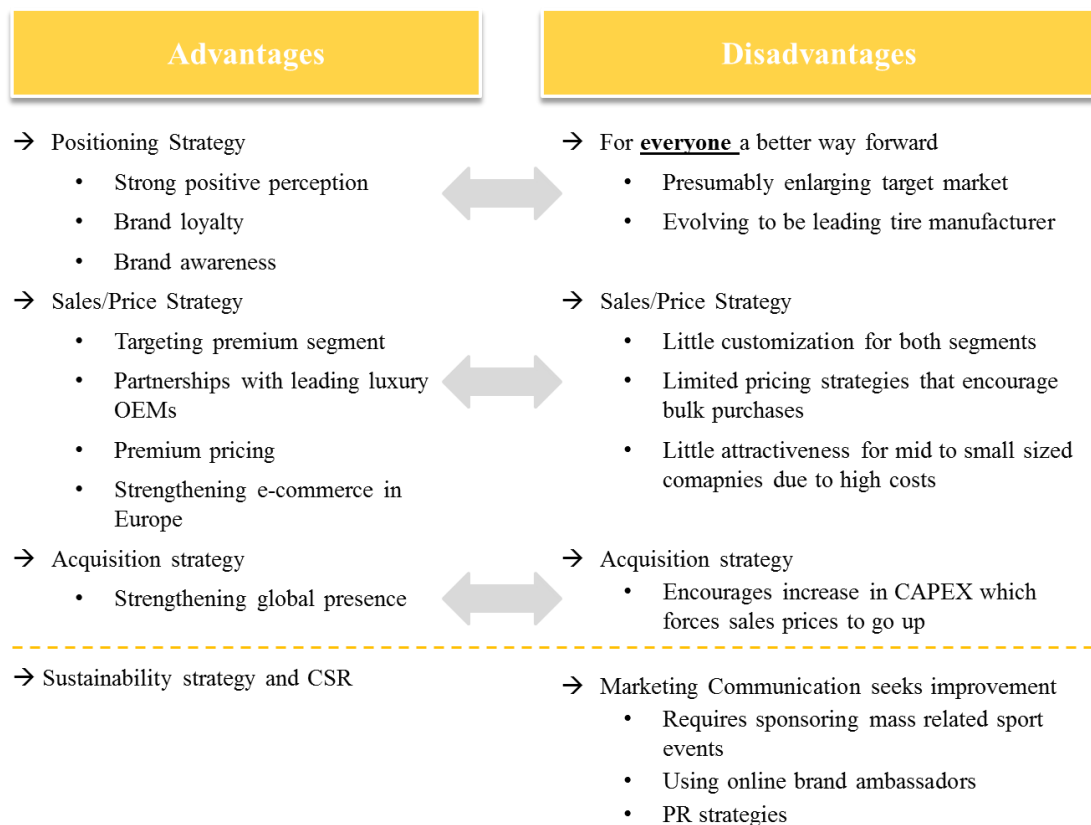 Advantages
→ Positioning Strategy
• Strong positive perception
• Brand loyalty
• Brand awareness
→ Sales/Price Strategy
• Targeting premium segment
• Partnerships with leading luxury
OEMs
• Premium pricing
• Strengthening e-commerce in
Europe
→ Acquisition strategy
• Strengthening global presence
→ Sustainability strategy and CSR
Disadvantages
→ For everyone a better way forward
• Presumably enlarging target market
• Evolving to be leading tire manufacturer
→ Sales/Price Strategy
• Little customization for both segments
• Limited pricing strategies that encourage
bulk purchases
• Little attractiveness for mid to small sized
comapnies due to high costs
→ Acquisition strategy
• Encourages increase in CAPEX which
forces sales prices to go up
→ Marketing Communication seeks improvement
• Requires sponsoring mass related sport
events
• Using online brand ambassadors
• PR strategies